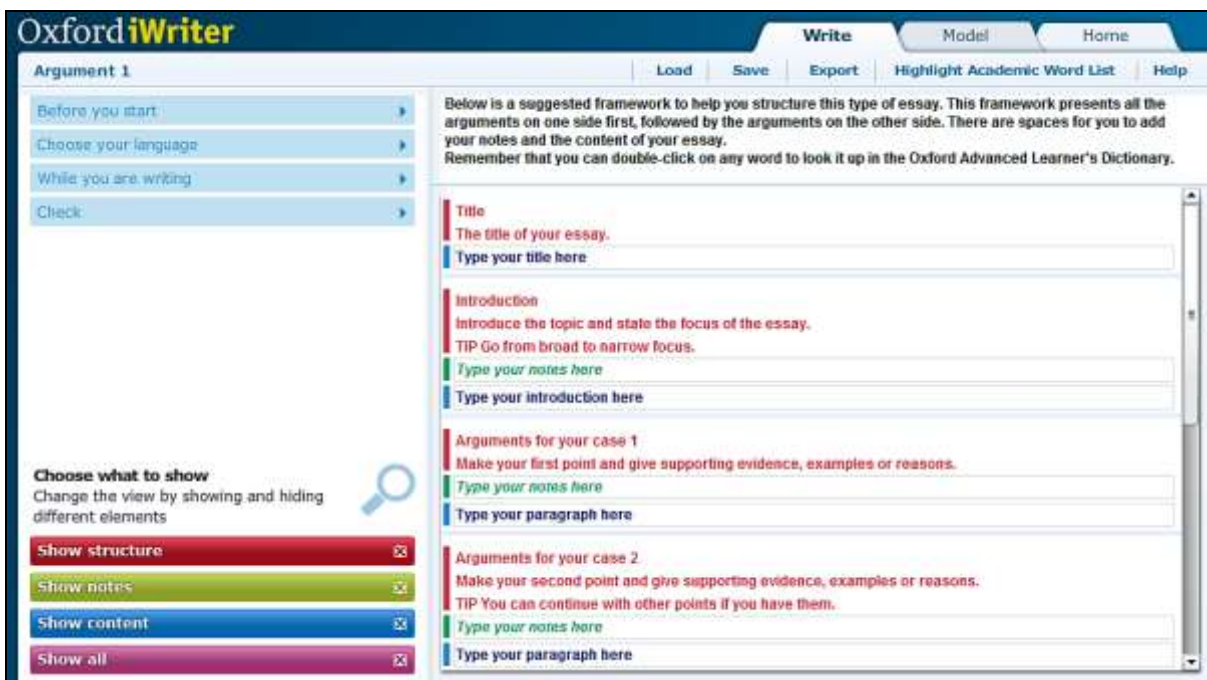 Oxford iWriter
Write
Model
Home
Argument 1
Load
Save
Export
Highlight Academic Word List
Help
Before you start
Choose your language
While you are writing
Check
Choose what to show
Change the view by showing and hiding
different elements
Show structure
Show notes
Show content
Show all
Below is a suggested framework to help you structure this type of essay. This framework presents all the
arguments on one side first, followed by the arguments on the other side. There are spaces for you to add
your notes and the content of your essay.
Remember that you can double-click on any word to look it up in the Oxford Advanced Learner's Dictionary.
Title
The title of your essay.
Type your title here
Introduction
Introduce the topic and state the focus of the essay.
TIP Go from broad to narrow focus.
Type your notes here
Type your introduction here
Arguments for your case 1
Make your first point and give supporting evidence, examples or reasons.
Type your notes here
Type your paragraph here
Arguments for your case 2
Make your second point and give supporting evidence, examples or reasons.
TIP You can continue with other points if you have them.
Type your notes here
Type your paragraph here